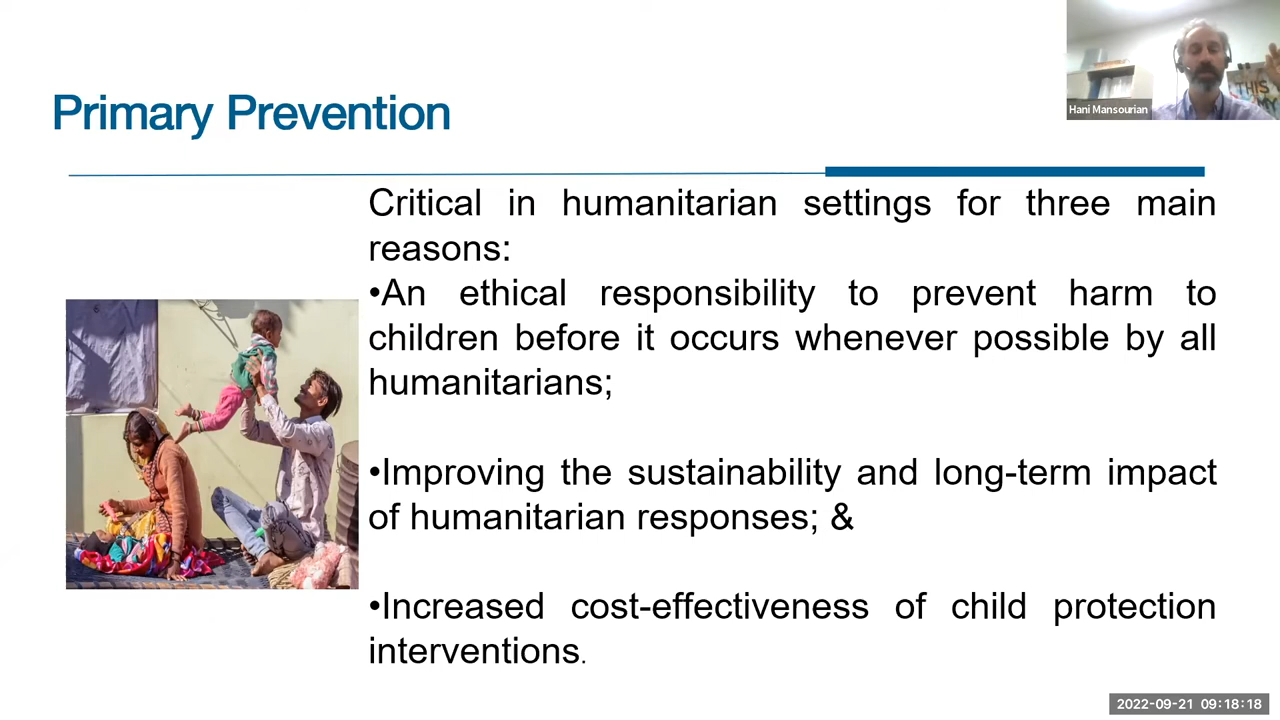 Primary Prevention
Hani Mansourian
THIS
MY
Critical in humanitarian settings for three main
reasons:
•An ethical responsibility to prevent harm to
children before it occurs whenever possible by all
humanitarians;
•Improving the sustainability and long-term impact
of humanitarian responses; &
•Increased cost-effectiveness of child protection
interventions.
2022-09-21 09:18:18